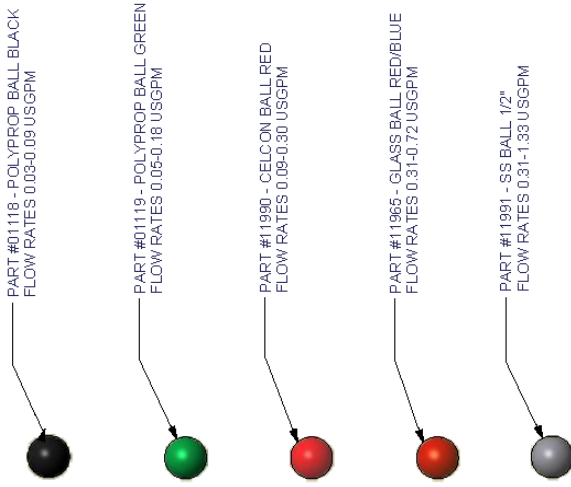 PART #01118 - POLYPROP BALL BLACK
FLOW RATES 0.03-0.09 USGPM
PART #01119 - POLYPROP BALL GREEN
FLOW RATES 0.05-0.18 USGPM
PART #11990 - CELCON BALL RED
FLOW RATES 0.09-0.30 USGPM
PART #11965 - GLASS BALL RED/BLUE
FLOW RATES 0.31-0.72 USGPM
PART #11991 - SS BALL 1/2"
FLOW RATES 0.31-1.33 USGPM